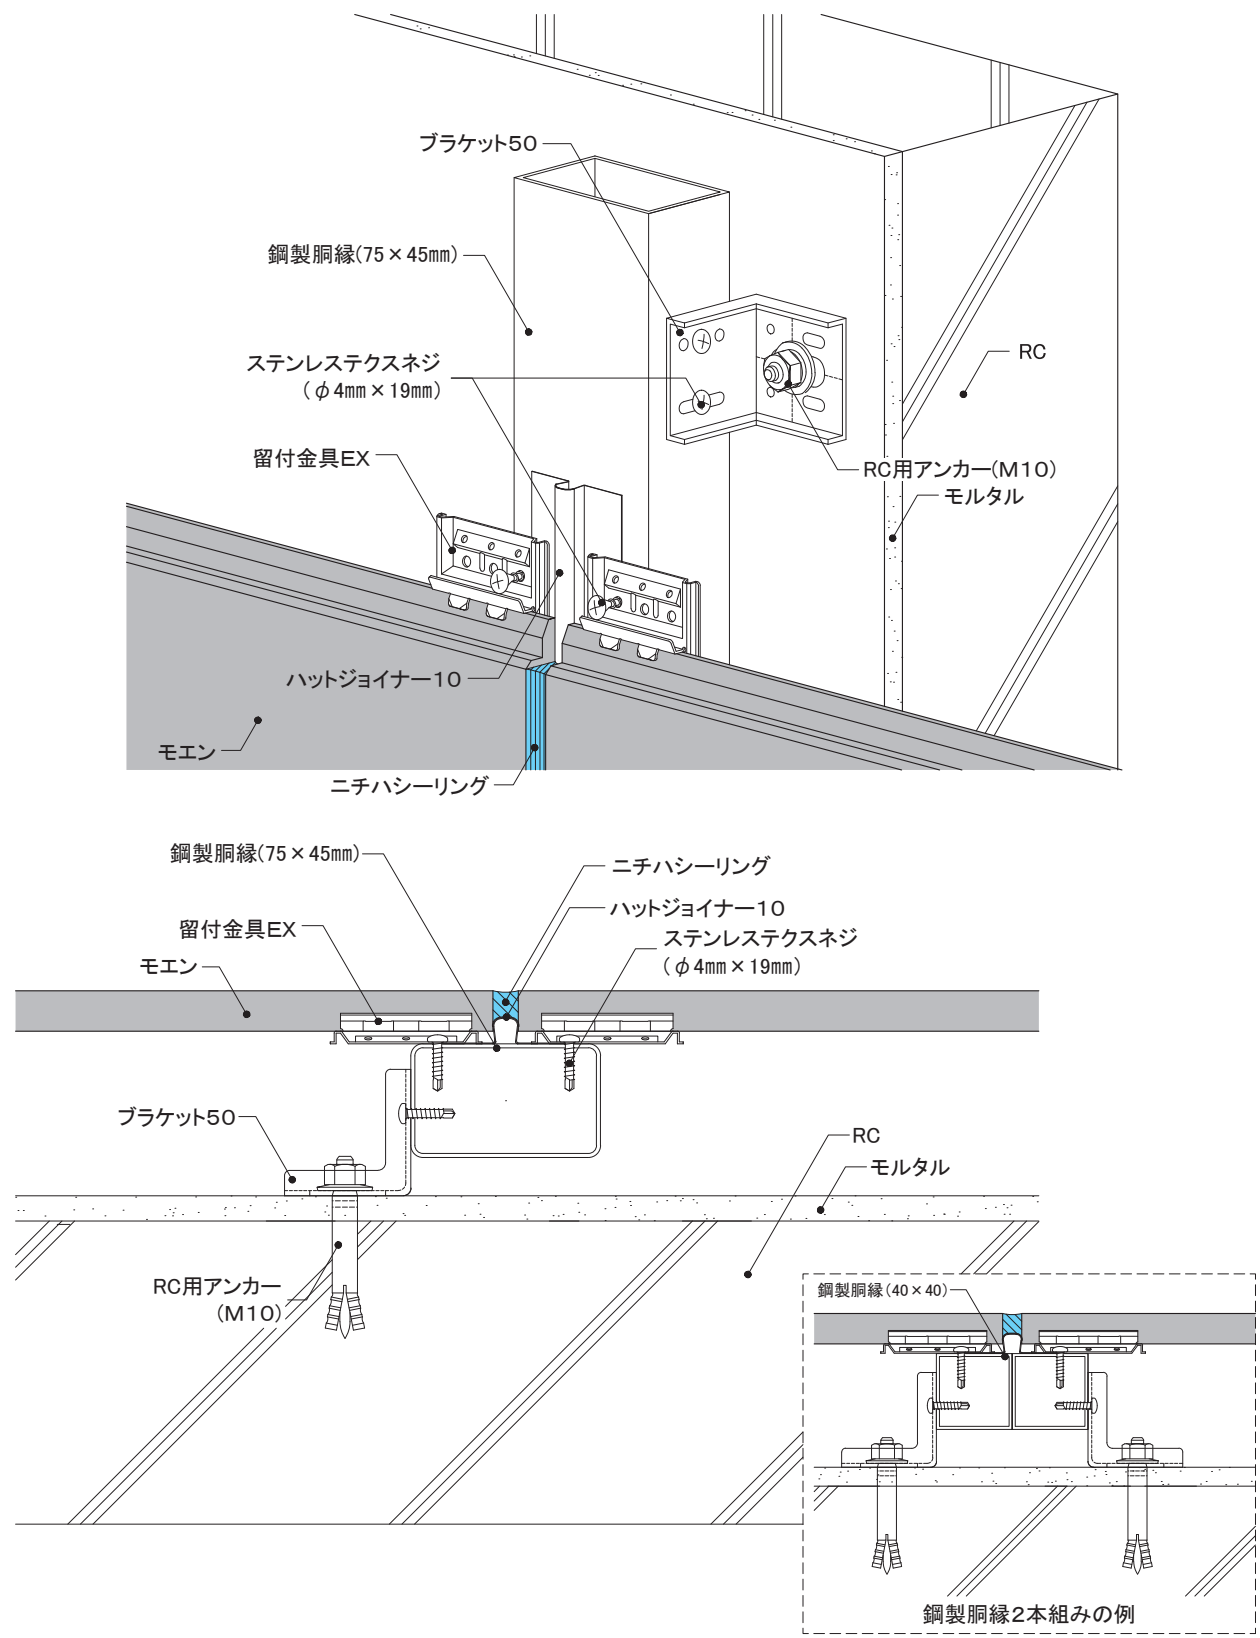 ブラケット50
鋼製胴縁(75×45mm)
ステンレステクスネジ
(φ4mm×19mm)
RC
留付金具EX
RC用アンカー(M10)
モルタル
ハットジョイナー10
モエン
ニチハシーリング
鋼製胴縁(75×45mm)
ニチハシーリング
ハットジョイナー10
留付金具EX
ステンレステクスネジ
(φ4mm×19mm)
モエン
ブラケット50
RC
モルタル
RC用アンカー
(M10)
鋼製胴縁(40×40)
鋼製胴縁2本組みの例